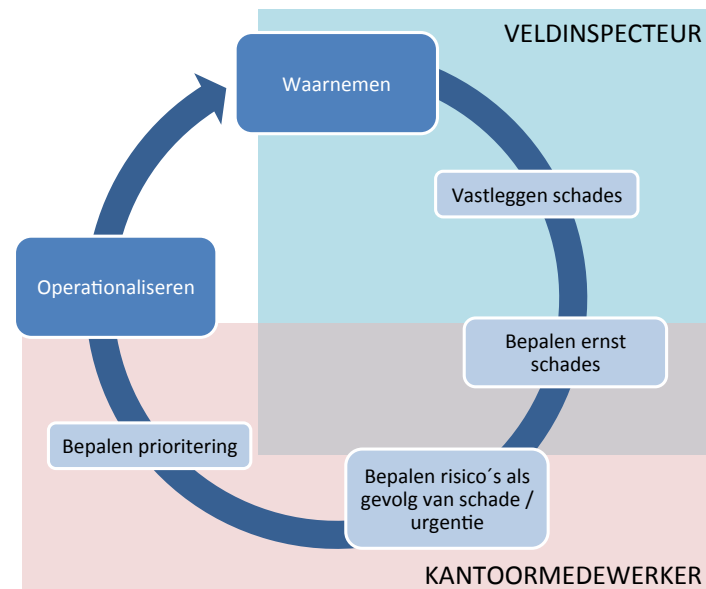 VELDINSPECTEUR
Waarnemen
Vastleggen schades
Bepalen ernst
schades
Bepalen risico´s als
gevolg van schade /
urgentie
Bepalen prioritering
Operationaliseren
KANTOORMEDEWERKER